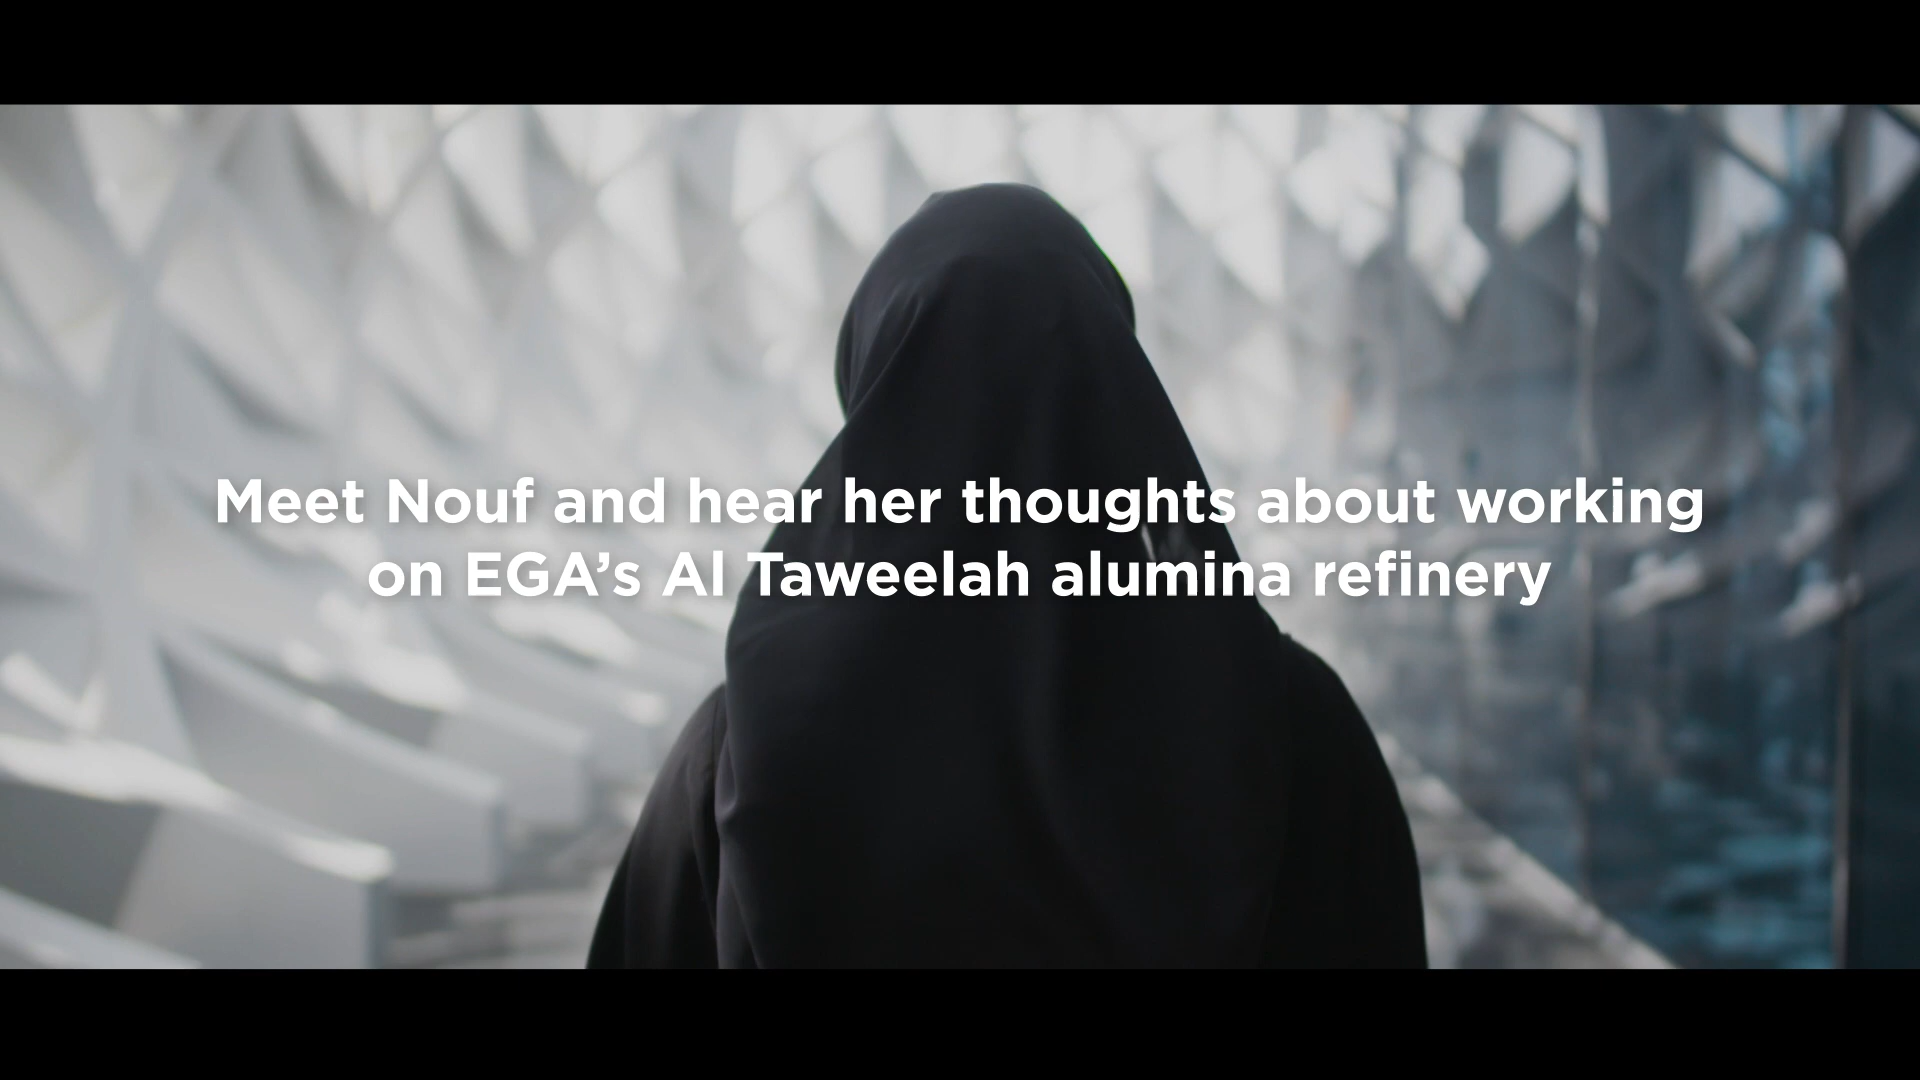 Meet Nouf and hear her thoughts about working
on EGA’s Al Taweelah alumina refinery